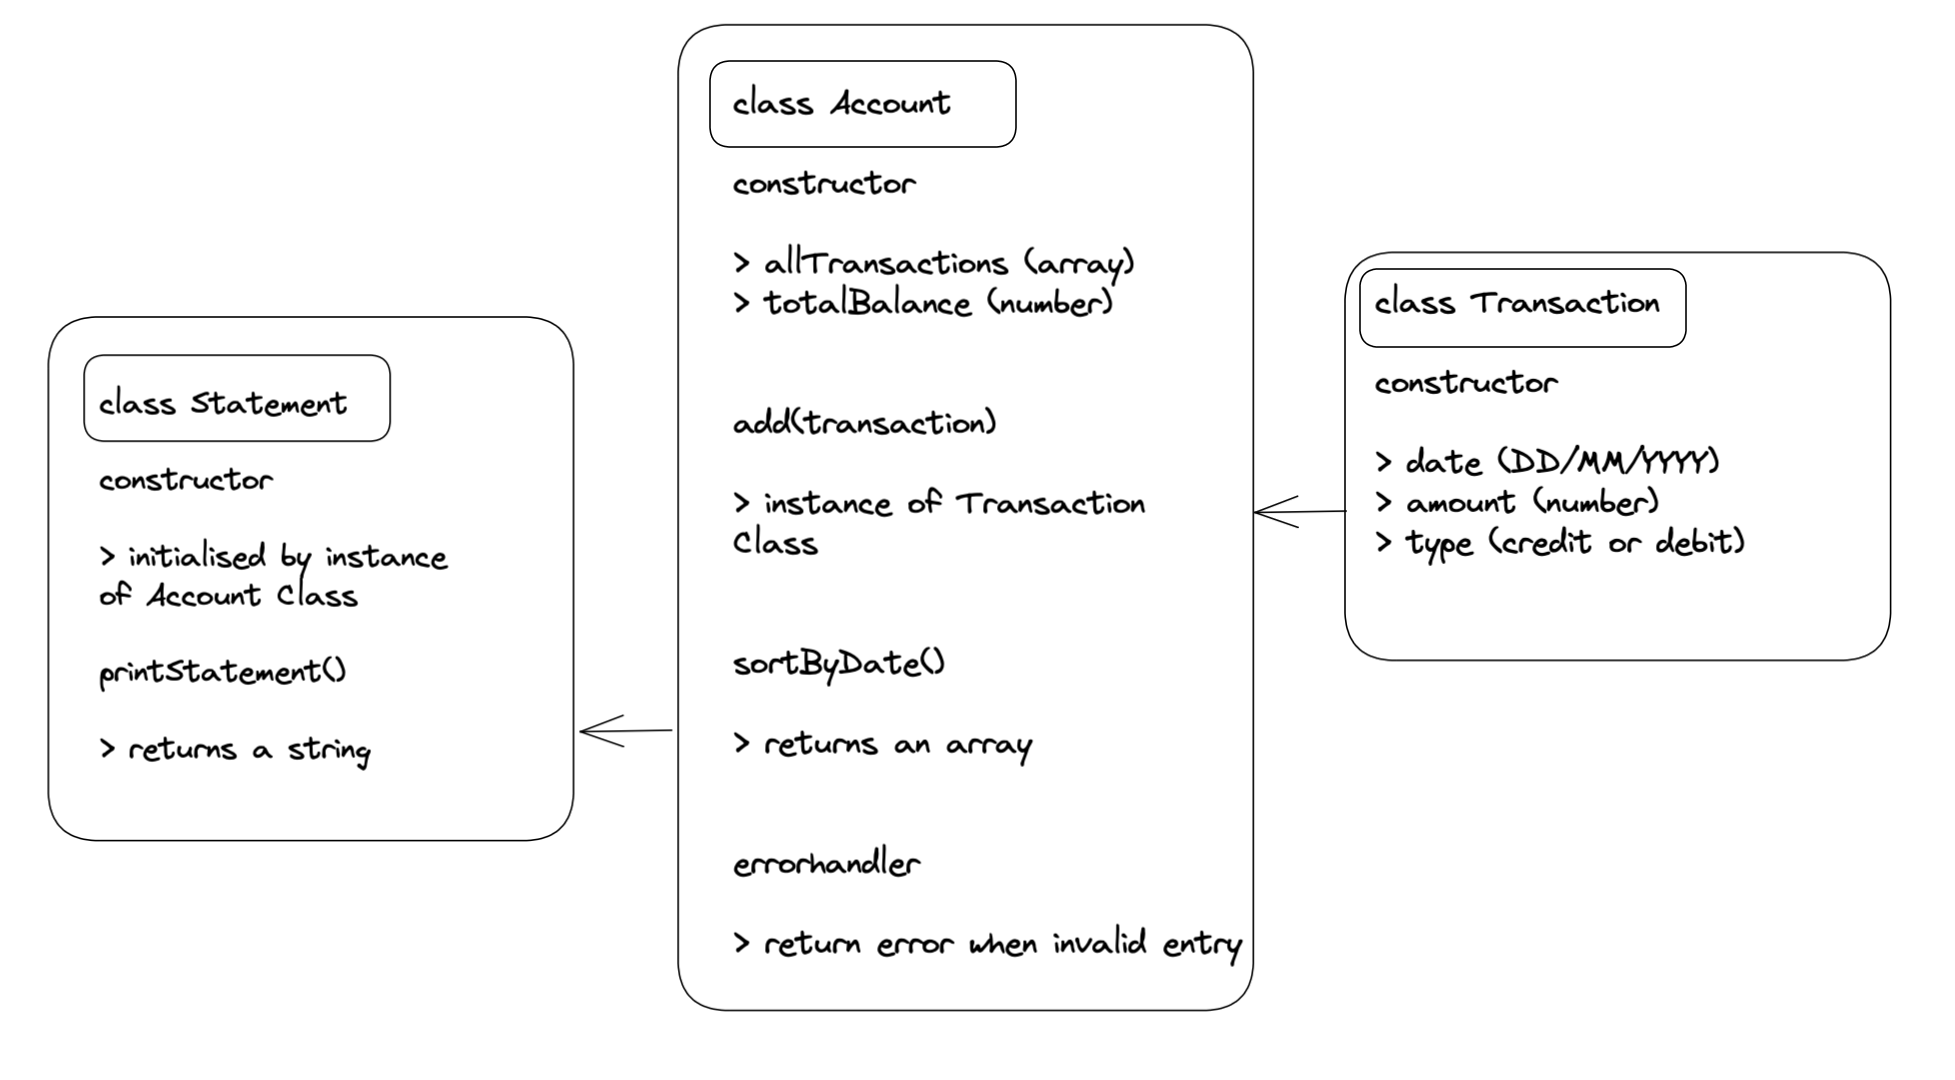 class Statement
constructor
> initialised by instance
of Account Class
printStatement()
> returns a string
class Account
constructor
> allTransactions (array)
> totalBalance (number)
add(transaction)
> instance of Transaction
Class
sortByDate()
> returns an array
errorhandler
> return error when invalid entry
class Transaction
constructor
> date (DD/MM/YYYY)
> amount (number)
> type (credit or debit)